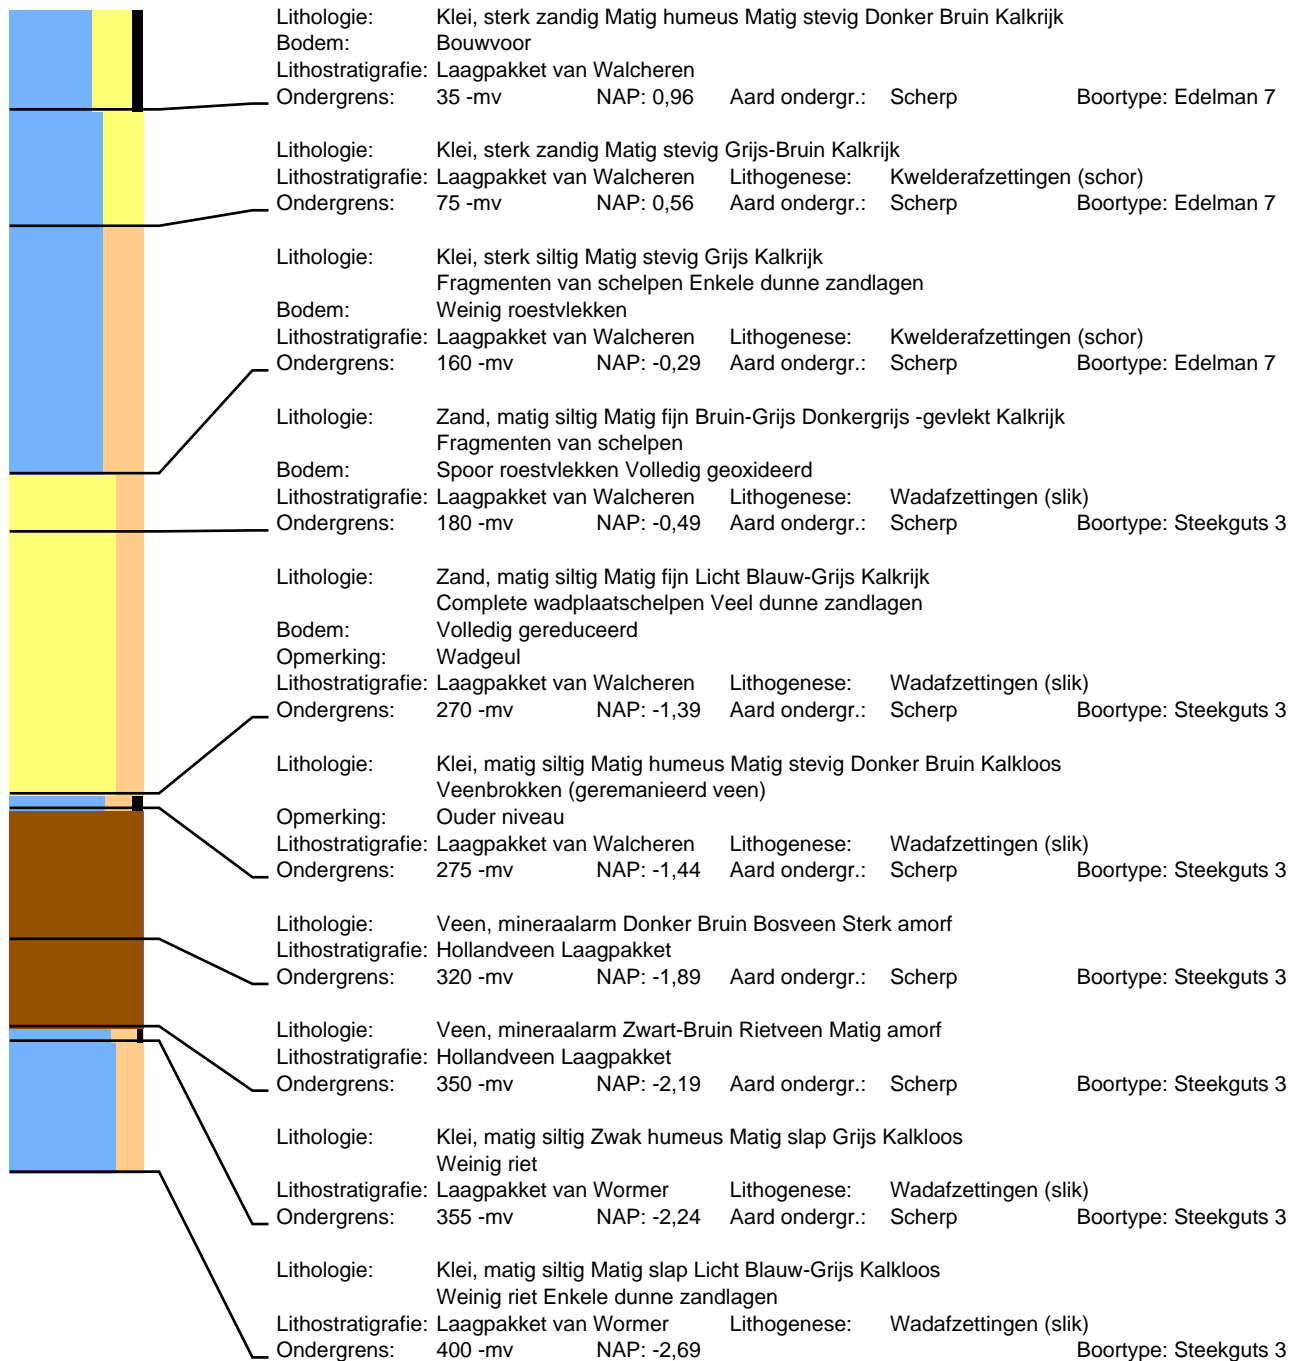 Lithologie: Klei, sterk zandig Matig humeus Matig stevig Donker Bruin Kalkrijk
Bodem: Bouwvoor
Lithostratigrafie: Laagpakket van Walcheren
Ondergrens: 35 -mv NAP: 0,96 Aard ondergr.: Scherp Boortype: Edelman 7
Lithologie: Klei, sterk zandig Matig stevig Grijs-Bruin Kalkrijk
Lithostratigrafie: Laagpakket van Walcheren Lithogenese: Kwelderafzettingen (schor)
Ondergrens: 75 -mv NAP: 0,56 Aard ondergr.: Scherp Boortype: Edelman 7
Lithologie: Klei, sterk siltig Matig stevig Grijs Kalkrijk
Fragmenten van schelpen Enkele dunne zandlagen
Bodem: Weinig roestvlekken
Lithostratigrafie: Laagpakket van Walcheren Lithogenese: Kwelderafzettingen (schor)
Ondergrens: 160 -mv NAP: -0,29 Aard ondergr.: Scherp Boortype: Edelman 7
Lithologie: Zand, matig siltig Matig fijn Bruin-Grijs Donkergrijs -gevlekt Kalkrijk
Fragmenten van schelpen
Bodem: Spoor roestvlekken Volledig geoxideerd
Lithostratigrafie: Laagpakket van Walcheren Lithogenese: Wadafzettingen (slik)
Ondergrens: 180 -mv NAP: -0,49 Aard ondergr.: Scherp Boortype: Steekguts 3
Lithologie: Zand, matig siltig Matig fijn Licht Blauw-Grijs Kalkrijk
Complete wadplaatschelpen Veel dunne zandlagen
Bodem: Volledig gereduceerd
Opmerking: Wadgeul
Lithostratigrafie: Laagpakket van Walcheren Lithogenese: Wadafzettingen (slik)
Ondergrens: 270 -mv NAP: -1,39 Aard ondergr.: Scherp Boortype: Steekguts 3
Lithologie: Klei, matig siltig Matig humeus Matig stevig Donker Bruin Kalkloos
Veenbrokken (geremanieerd veen)
Opmerking: Ouder niveau
Lithostratigrafie: Laagpakket van Walcheren Lithogenese: Wadafzettingen (slik)
Ondergrens: 275 -mv NAP: -1,44 Aard ondergr.: Scherp Boortype: Steekguts 3
Lithologie: Veen, mineraalarm Donker Bruin Bosveen Sterk amorf
Lithostratigrafie: Hollandveen Laagpakket
Ondergrens: 320 -mv NAP: -1,89 Aard ondergr.: Scherp Boortype: Steekguts 3
Lithologie: Veen, mineraalarm Zwart-Bruin Rietveen Matig amorf
Lithostratigrafie: Hollandveen Laagpakket
Ondergrens: 350 -mv NAP: -2,19 Aard ondergr.: Scherp Boortype: Steekguts 3
Lithologie: Klei, matig siltig Zwak humeus Matig slap Grijs Kalkloos
Weinig riet
Lithostratigrafie: Laagpakket van Wormer Lithogenese: Wadafzettingen (slik)
Ondergrens: 355 -mv NAP: -2,24 Aard ondergr.: Scherp Boortype: Steekguts 3
Lithologie: Klei, matig siltig Matig slap Licht Blauw-Grijs Kalkloos
Weinig riet Enkele dunne zandlagen
Lithostratigrafie: Laagpakket van Wormer Lithogenese: Wadafzettingen (slik)
Ondergrens: 400 -mv NAP: -2,69 Boortype: Steekguts 3